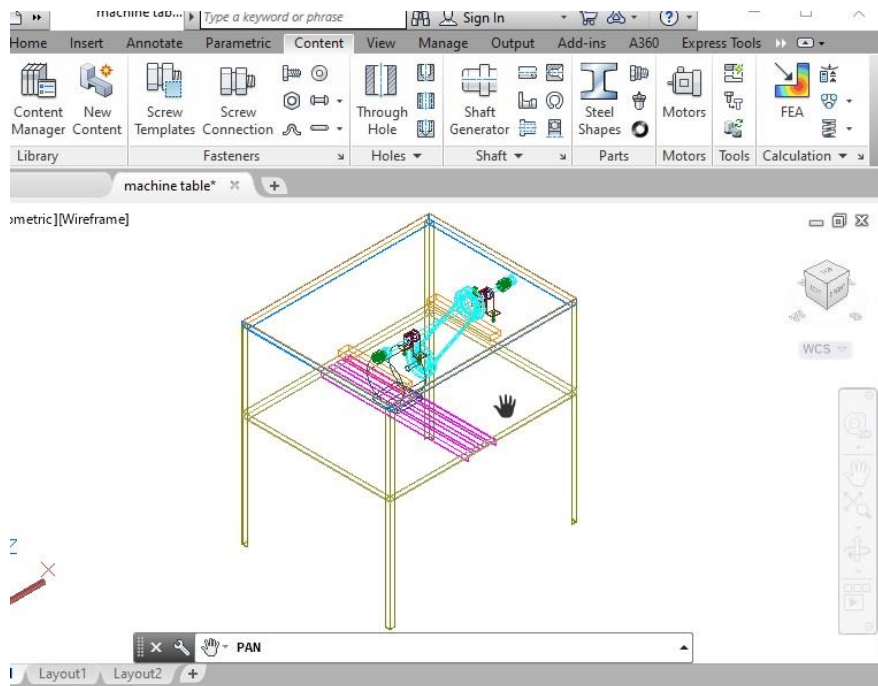 machine tab... Type a keyword or phrase Sign In
Home Insert Annotate Parametric Content View Manage Output Add-ins A360 Express Tools
Content Manager New Content Screw Templates Screw Connection Through Hole Shaft Generator Steel Shapes Motors FEA
Library Fasteners Holes Shaft Parts Motors Tools Calculation
machine table*
ometric][Wireframe]
WCS
Z
X
PAN
Layout1 Layout2